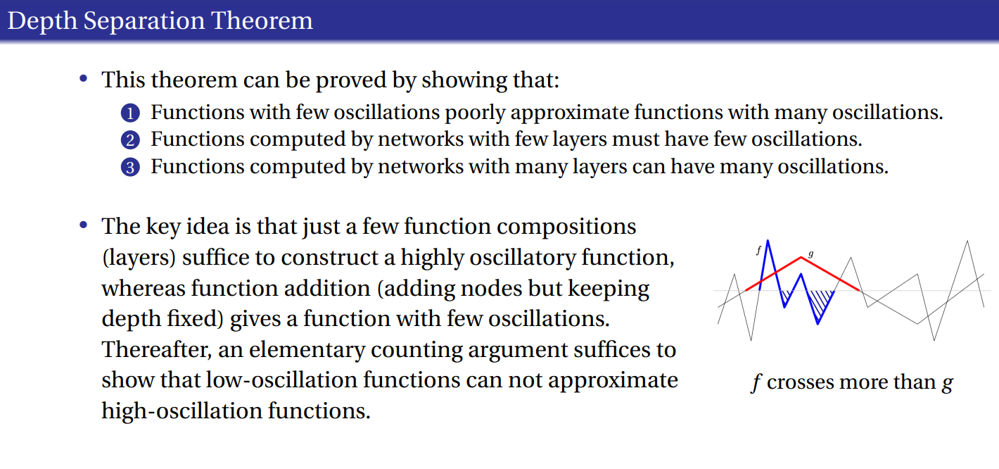 Depth Separation Theorem
• This theorem can be proved by showing that:
1 Functions with few oscillations poorly approximate functions with many oscillations.
2 Functions computed by networks with few layers must have few oscillations.
3 Functions computed by networks with many layers can have many oscillations.
• The key idea is that just a few function compositions
(layers) suffice to construct a highly oscillatory function,
whereas function addition (adding nodes but keeping
depth fixed) gives a function with few oscillations.
Thereafter, an elementary counting argument suffices to
show that low-oscillation functions can not approximate
high-oscillation functions.
f
g
f crosses more than g